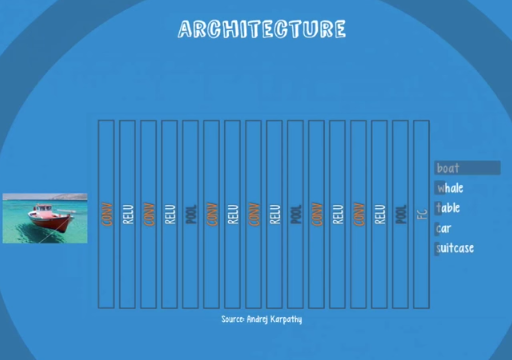 ARCHITECTURE
CONV
RELU
CONV
RELU
POOL
CONV
RELU
CONV
RELU
POOL
CONV
RELU
CONV
RELU
POOL
FC
boat
whale
table
car
suitcase
Source: Andrej Karpathy